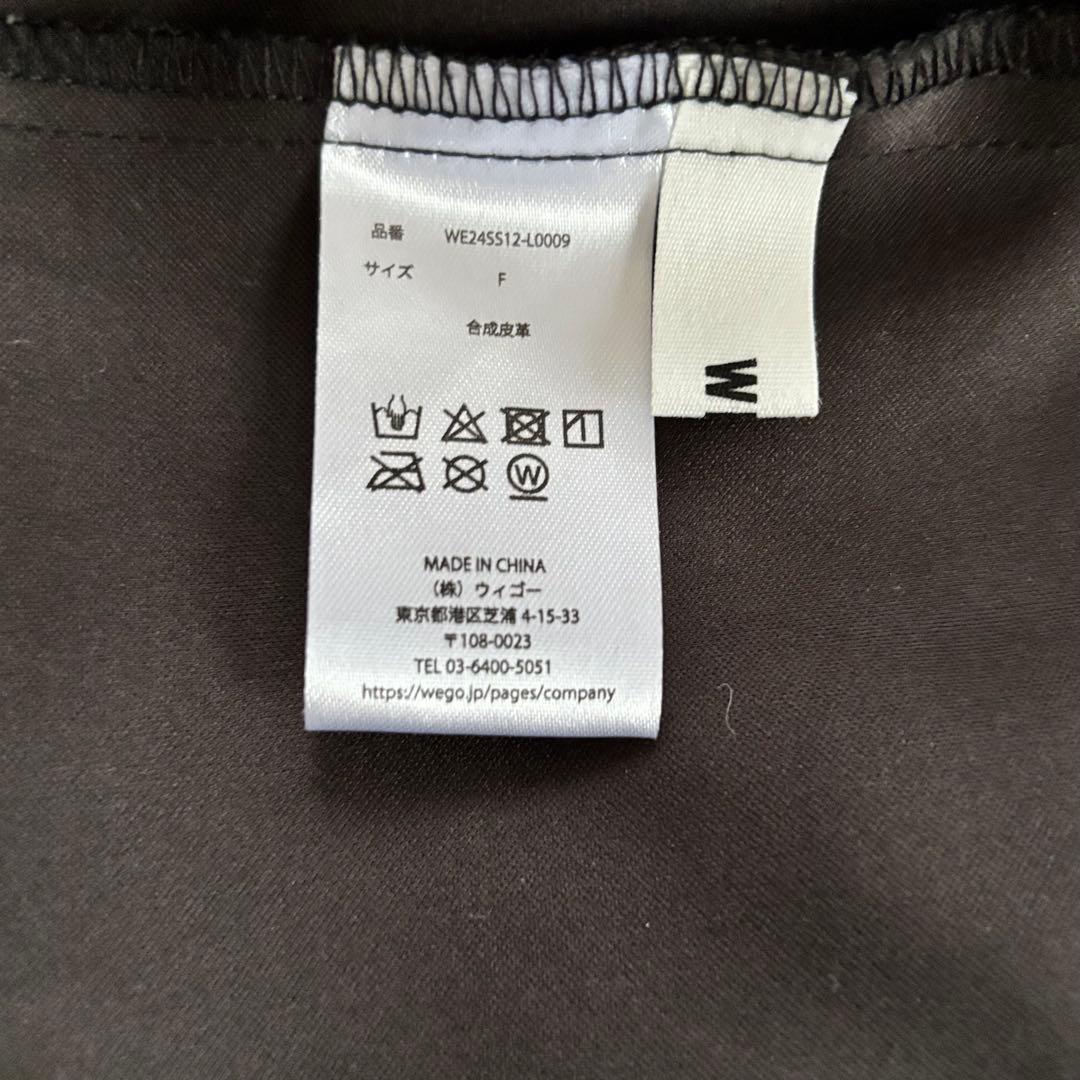 品番 WE24SS12-L0009
サイズ F
合成皮革
W
MADE IN CHINA
（株）ウィゴー
東京都港区芝浦 4-15-33
〒108-0023
TEL 03-6400-5051
https://wego.jp/pages/company
W